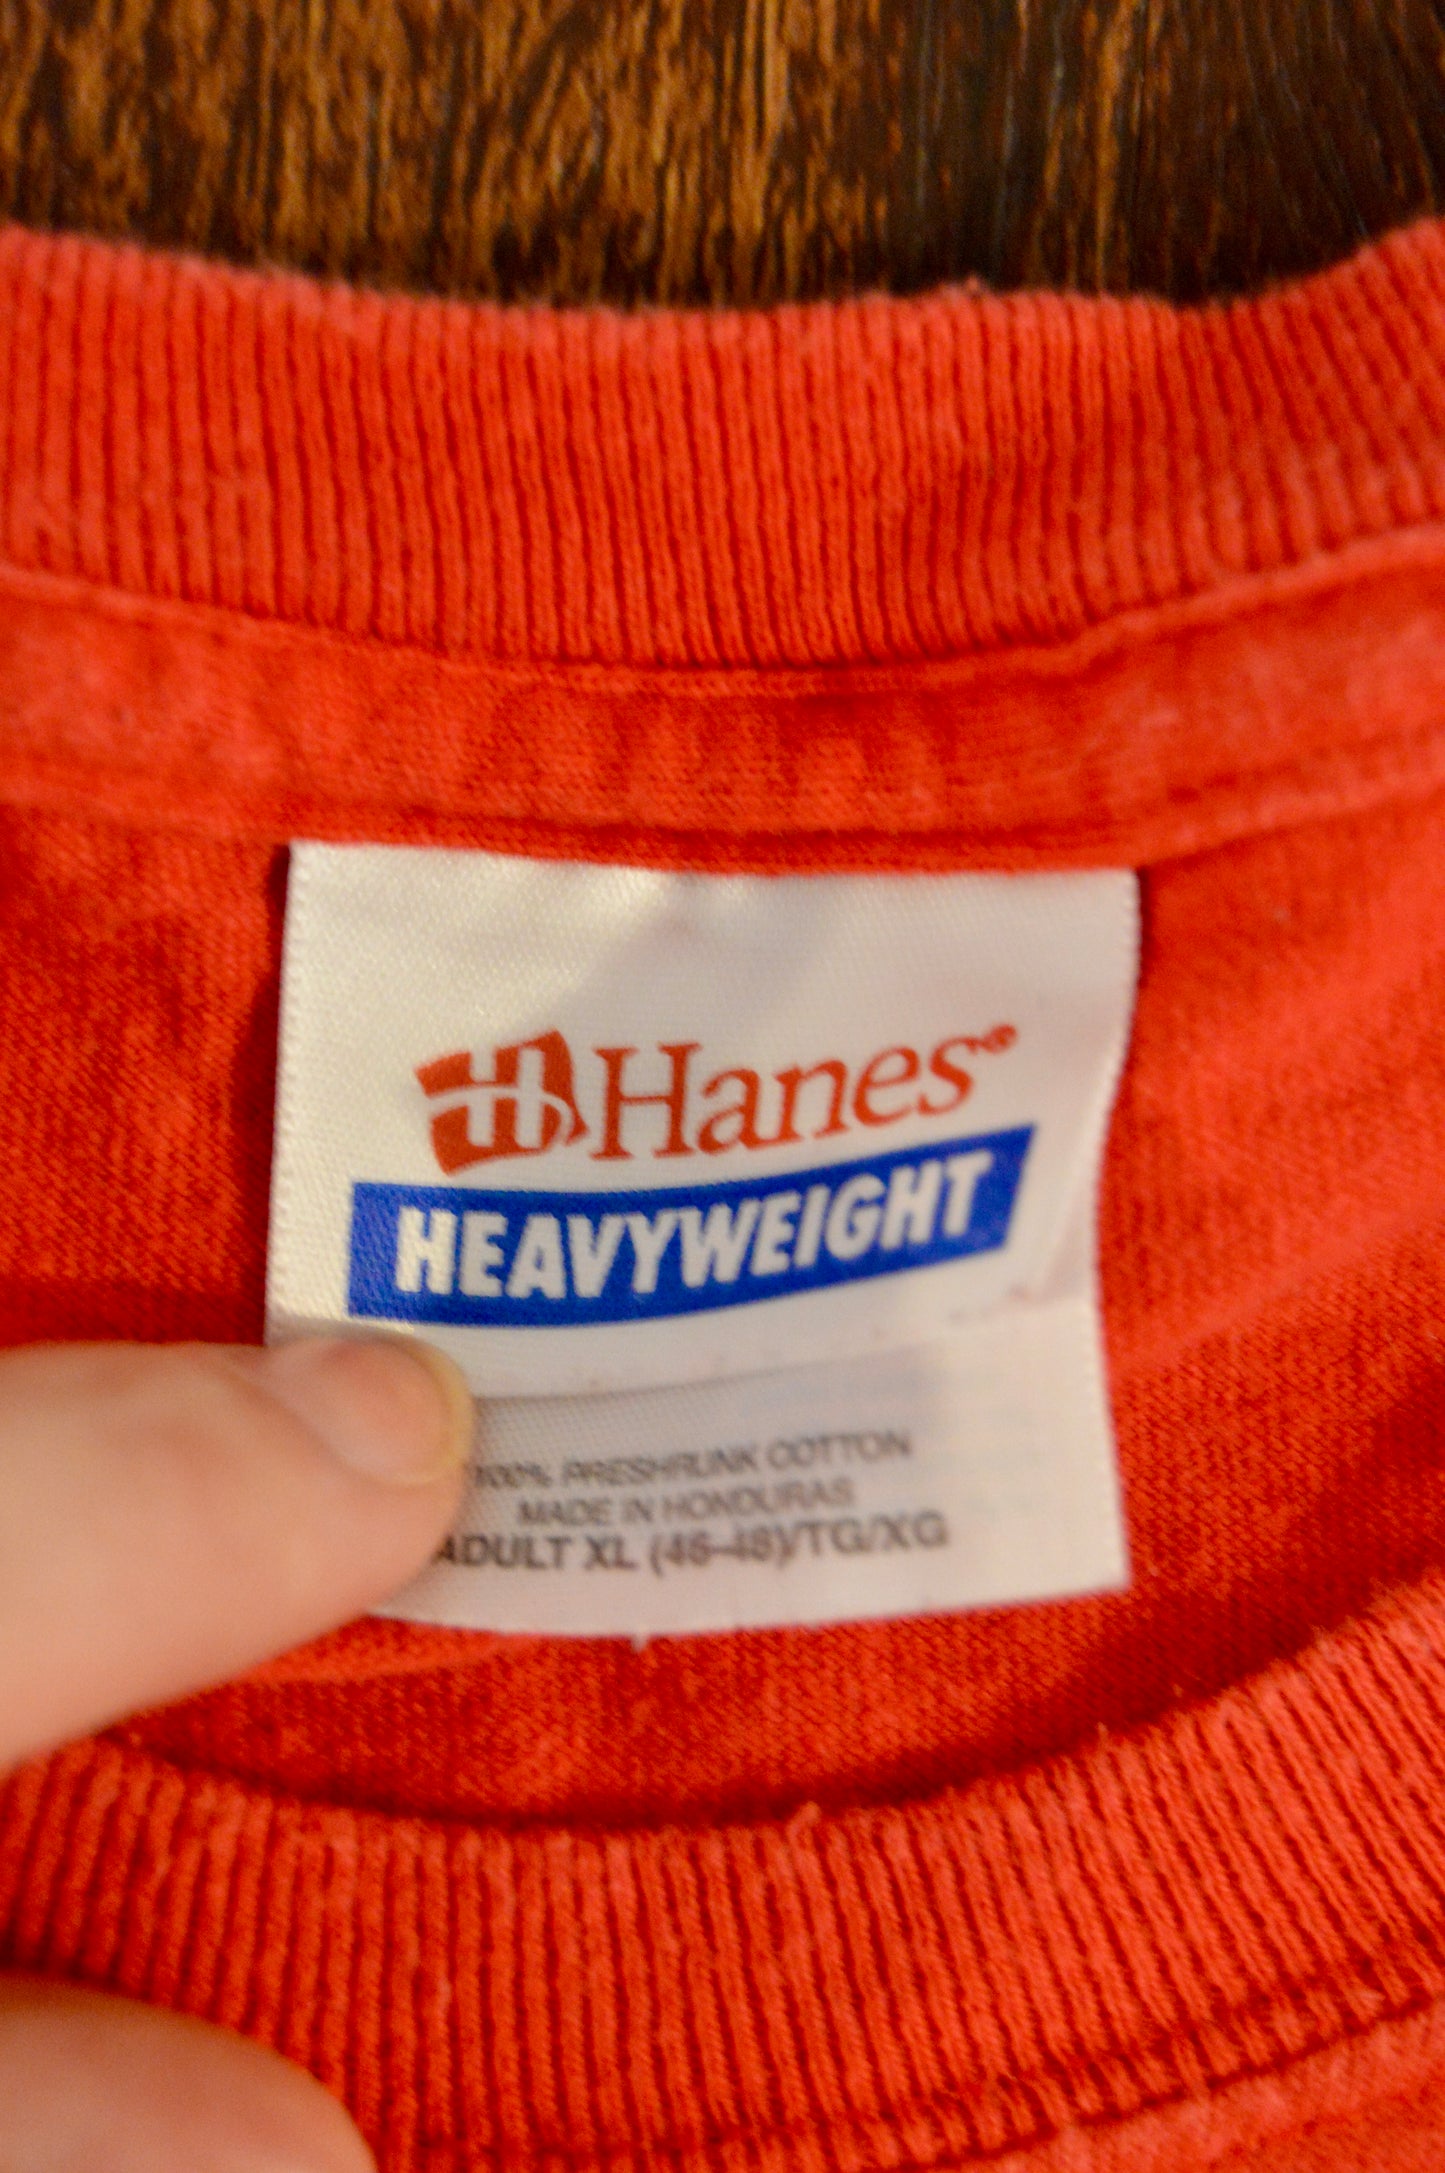 Hanes®
HEAVYWEIGHT
100% PRESHRUNK COTTON
MADE IN HONDURAS
ADULT XL (46-48)/TG/XG